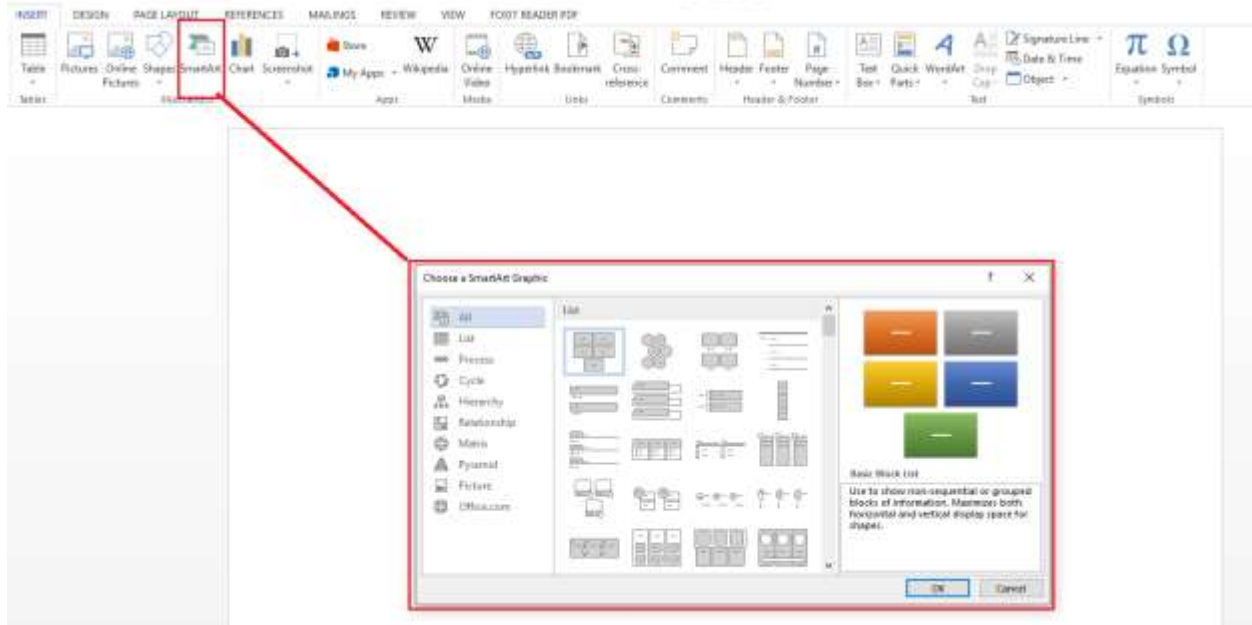 INSERT DESIGN PAGE LAYOUT REFERENCES MAILINGS REVIEW VIEW FOXIT READER PDF
Table
Pictures
Online Pictures
Shapes
SmartArt
Chart
Screenshot
Store
My Apps
Wikipedia
Online Video
Hyperlink
Bookmark
Cross-reference
Comment
Header
Footer
Page Number
Text Box
Quick Parts
WordArt
Drop Cap
Signature Line
Date & Time
Object
Equation
Symbol
Tables
Illustrations
Apps
Media
Links
Comments
Header & Footer
Text
Symbols
Choose a SmartArt Graphic
? ×
All
List
Process
Cycle
Hierarchy
Relationship
Matrix
Pyramid
Picture
Office.com
List
Basic Block List
Use to show non-sequential or grouped
blocks of information. Maximizes both
horizontal and vertical display space for
shapes.
OK Cancel